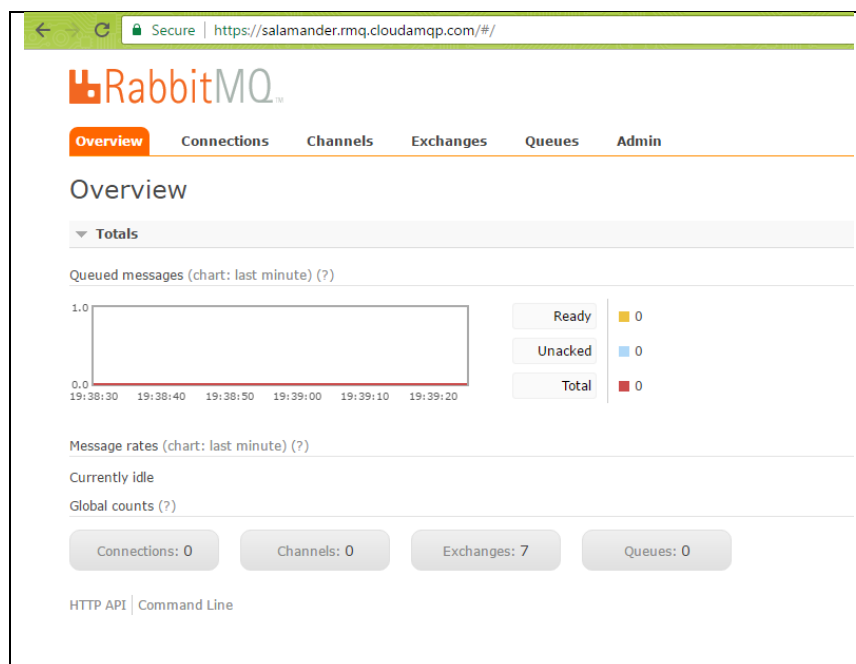 Secure | https://salamander.rmq.cloudamqp.com/#/
RabbitMQ™
Overview Connections Channels Exchanges Queues Admin
Overview
Totals
Queued messages (chart: last minute) (?)
1.0
0.0
19:38:30 19:38:40 19:38:50 19:39:00 19:39:10 19:39:20
Ready 0
Unacked 0
Total 0
Message rates (chart: last minute) (?)
Currently idle
Global counts (?)
Connections: 0 Channels: 0 Exchanges: 7 Queues: 0
HTTP API Command Line